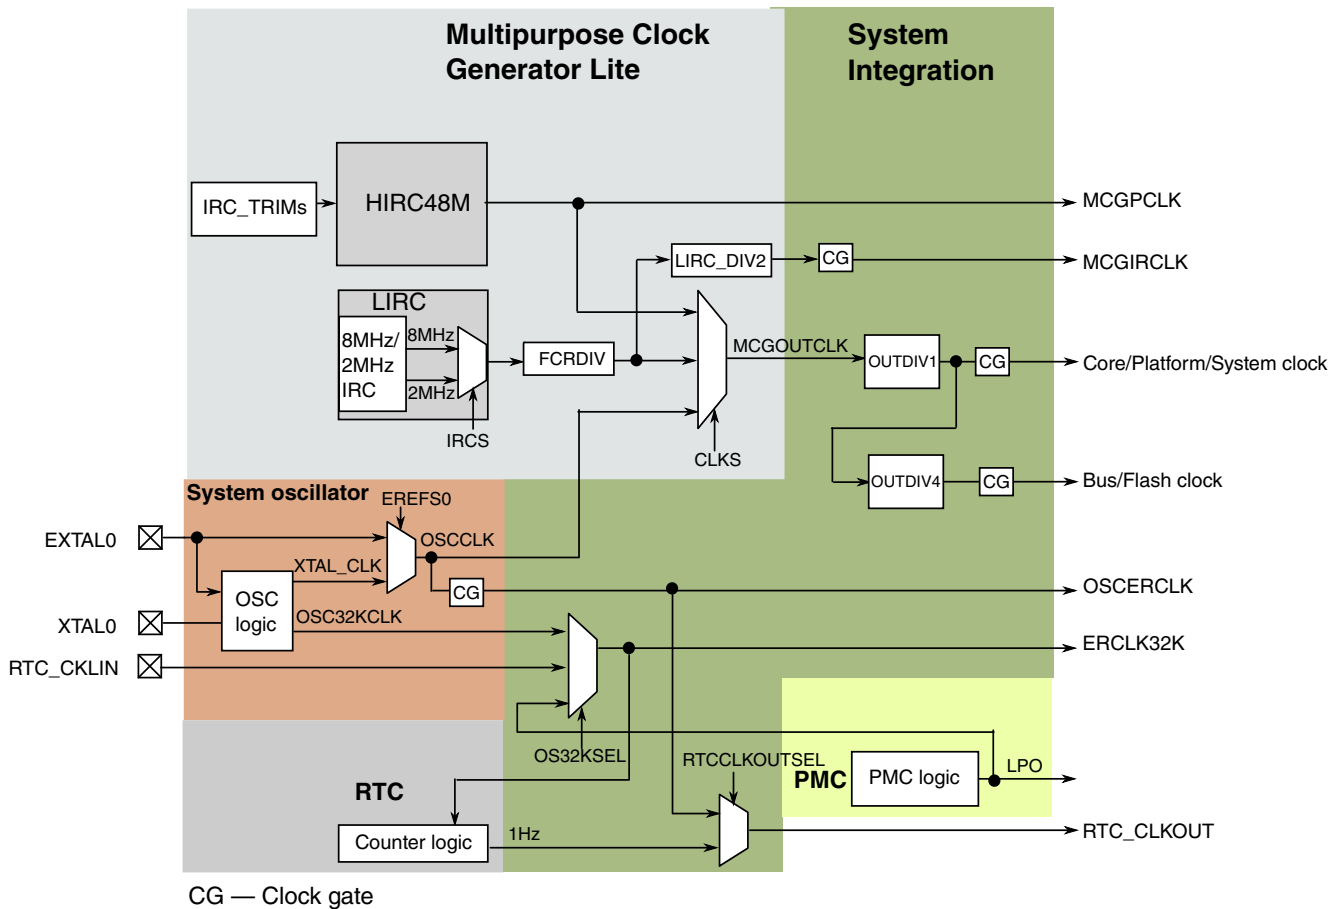 Multipurpose Clock
Generator Lite
System
Integration
IRC_TRIMs
HIRC48M
MCGPCLK
LIRC_DIV2
CG
MCGIRCLK
LIRC
8MHz/
2MHz
IRC
8MHz
2MHz
IRCS
FCRDIV
MCGOUTCLK
CLKS
OUTDIV1
CG
Core/Platform/System clock
OUTDIV4
CG
Bus/Flash clock
System oscillator
EREFS0
EXTAL0
OSCCLK
XTAL_CLK
CG
OSCERCLK
OSC
logic
OSC32KCLK
XTAL0
ERCLK32K
RTC_CKLIN
OS32KSEL
RTCCLKOUTSEL
PMC
PMC logic
LPO
RTC
Counter logic
1Hz
RTC_CLKOUT
CG — Clock gate